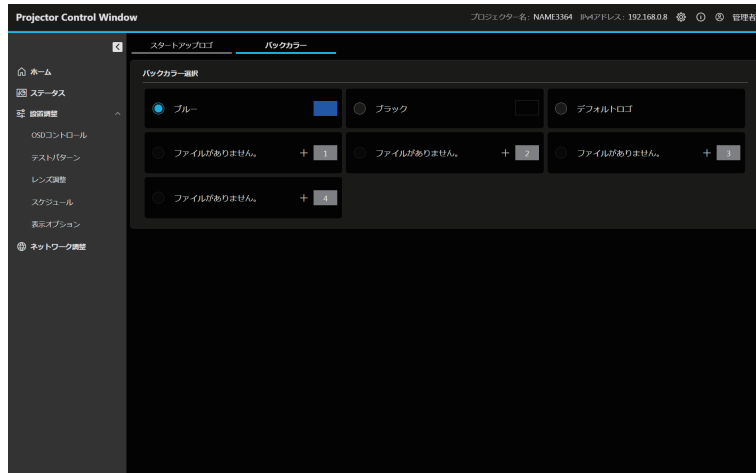 Projector Control Window
プロジェクター名: NAME3364 IPv4アドレス: 192.168.0.8 管理者
スタートアップロゴ バックカラー
ホーム
ステータス
設置調整
OSDコントロール
テストパターン
レンズ調整
スケジュール
表示オプション
ネットワーク調整
バックカラー選択
ブルー ブラック デフォルトロゴ
ファイルがありません。 + 1 ファイルがありません。 + 2 ファイルがありません。 + 3
ファイルがありません。 + 4